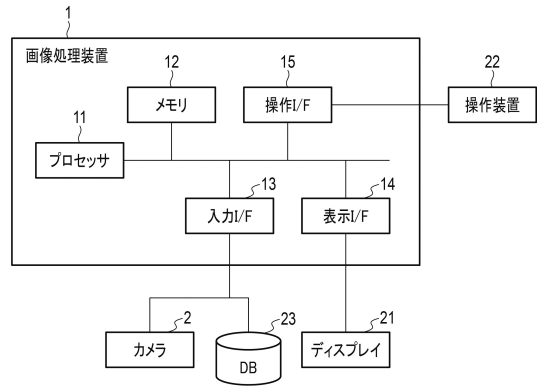 1
画像処理装置
12
メモリ
15
操作I/F
22
操作装置
11
プロセッサ
13
入力I/F
14
表示I/F
2
カメラ
23
DB
21
ディスプレイ